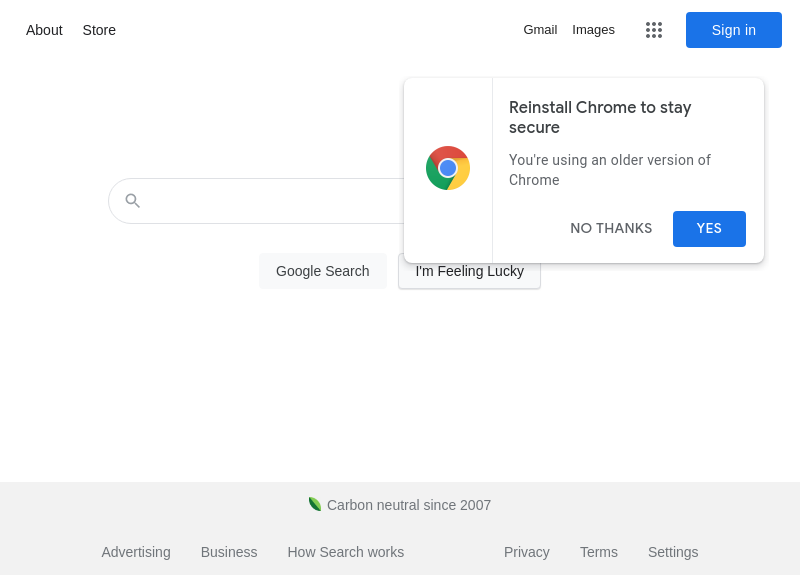 About Store Gmail Images Sign in
Reinstall Chrome to stay
secure
You're using an older version of
Chrome
NO THANKS YES
Google Search I'm Feeling Lucky
Carbon neutral since 2007
Advertising Business How Search works Privacy Terms Settings